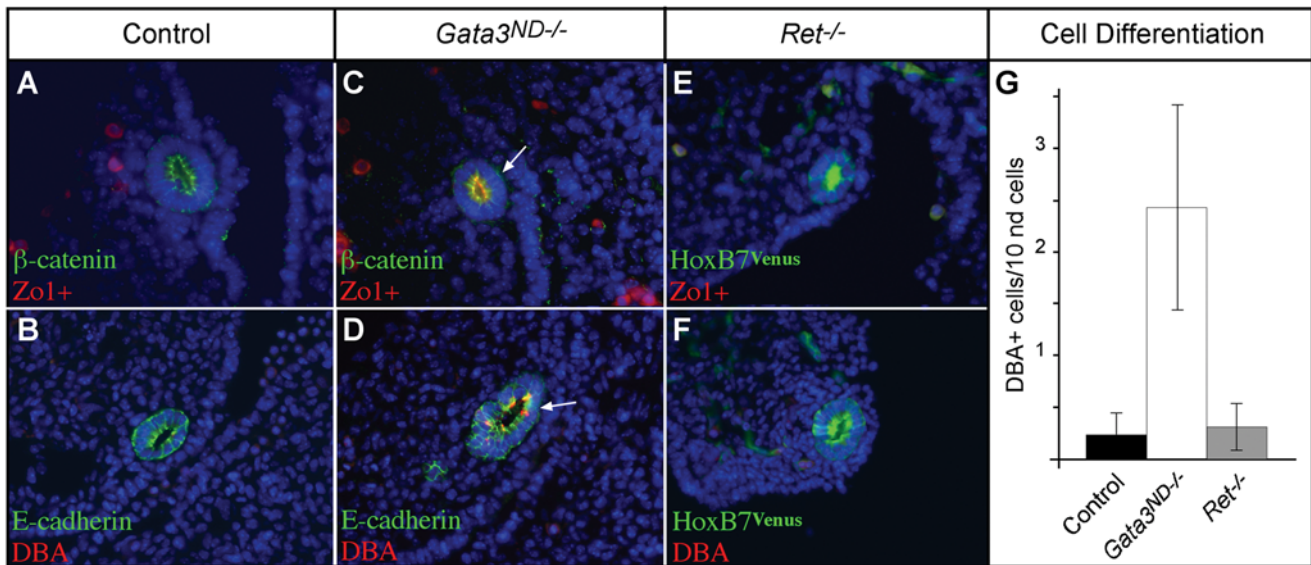 Control
Gata3ND-/-
Ret-/-
Cell Differentiation
A
β-catenin
Zo1+
C
β-catenin
Zo1+
E
HoxB7Venus
Zo1+
B
E-cadherin
DBA
D
E-cadherin
DBA
F
HoxB7Venus
DBA
G
DBA+ cells/10 nd cells
3
2
1
Control
Gata3ND-/-
Ret-/-